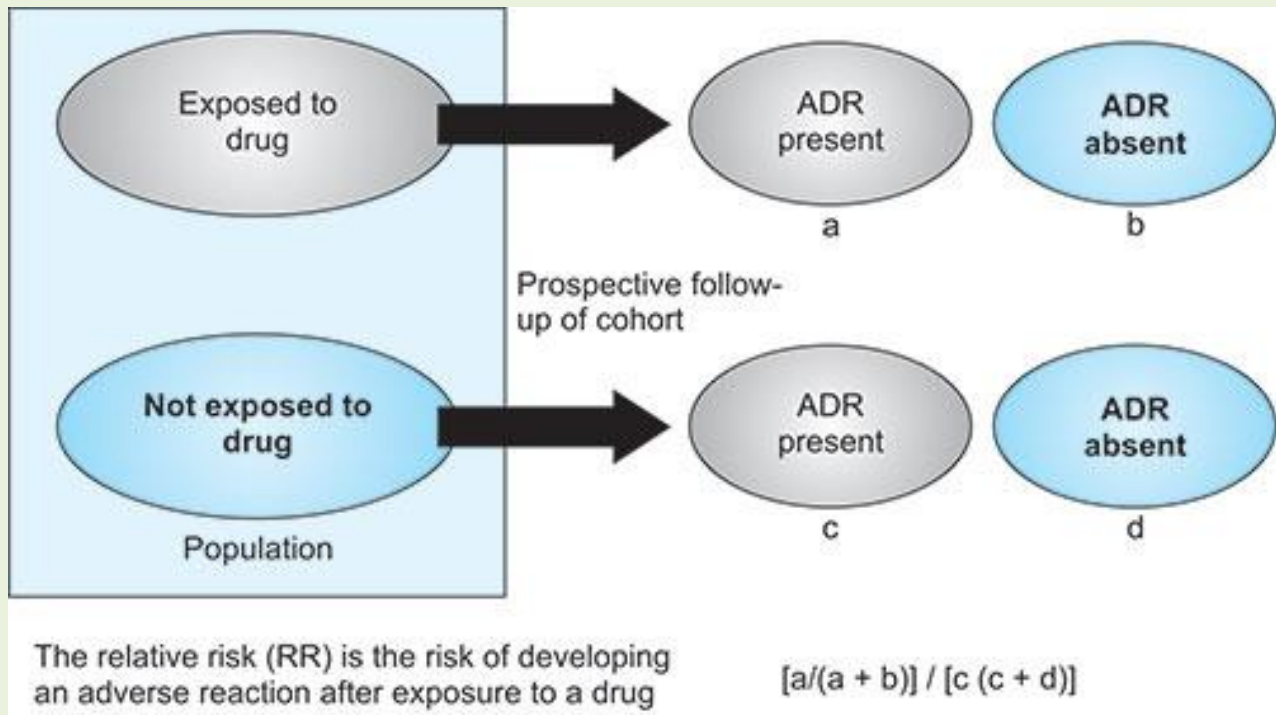 Exposed to
drug
ADR
present
a
ADR
absent
b
Prospective follow-
up of cohort
Not exposed to
drug
ADR
present
c
ADR
absent
d
Population
The relative risk (RR) is the risk of developing
an adverse reaction after exposure to a drug
[a/(a + b)] / [c (c + d)]